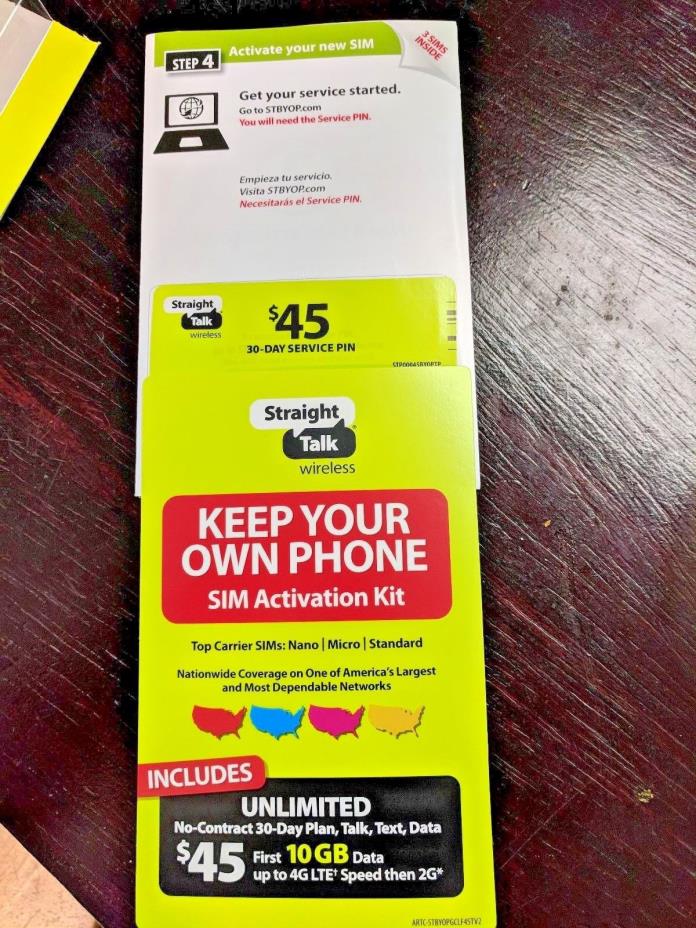 STEP 4
Activate your new SIM
3 SIMS
INSIDE
Get your service started.
Go to STBYOP.com
You will need the Service PIN.
Empieza tu servicio.
Visita STBYOP.com
Necesitarás el Service PIN.
Straight
Talk
wireless
$45
30-DAY SERVICE PIN
Straight
Talk®
wireless
KEEP YOUR
OWN PHONE
SIM Activation Kit
Top Carrier SIMs: Nano | Micro | Standard
Nationwide Coverage on One of America's Largest
and Most Dependable Networks
INCLUDES
UNLIMITED
No-Contract 30-Day Plan, Talk, Text, Data
$45 First 10GB Data
up to 4G LTE† Speed then 2G*
ARTC-STBYOPGCLF45TV2